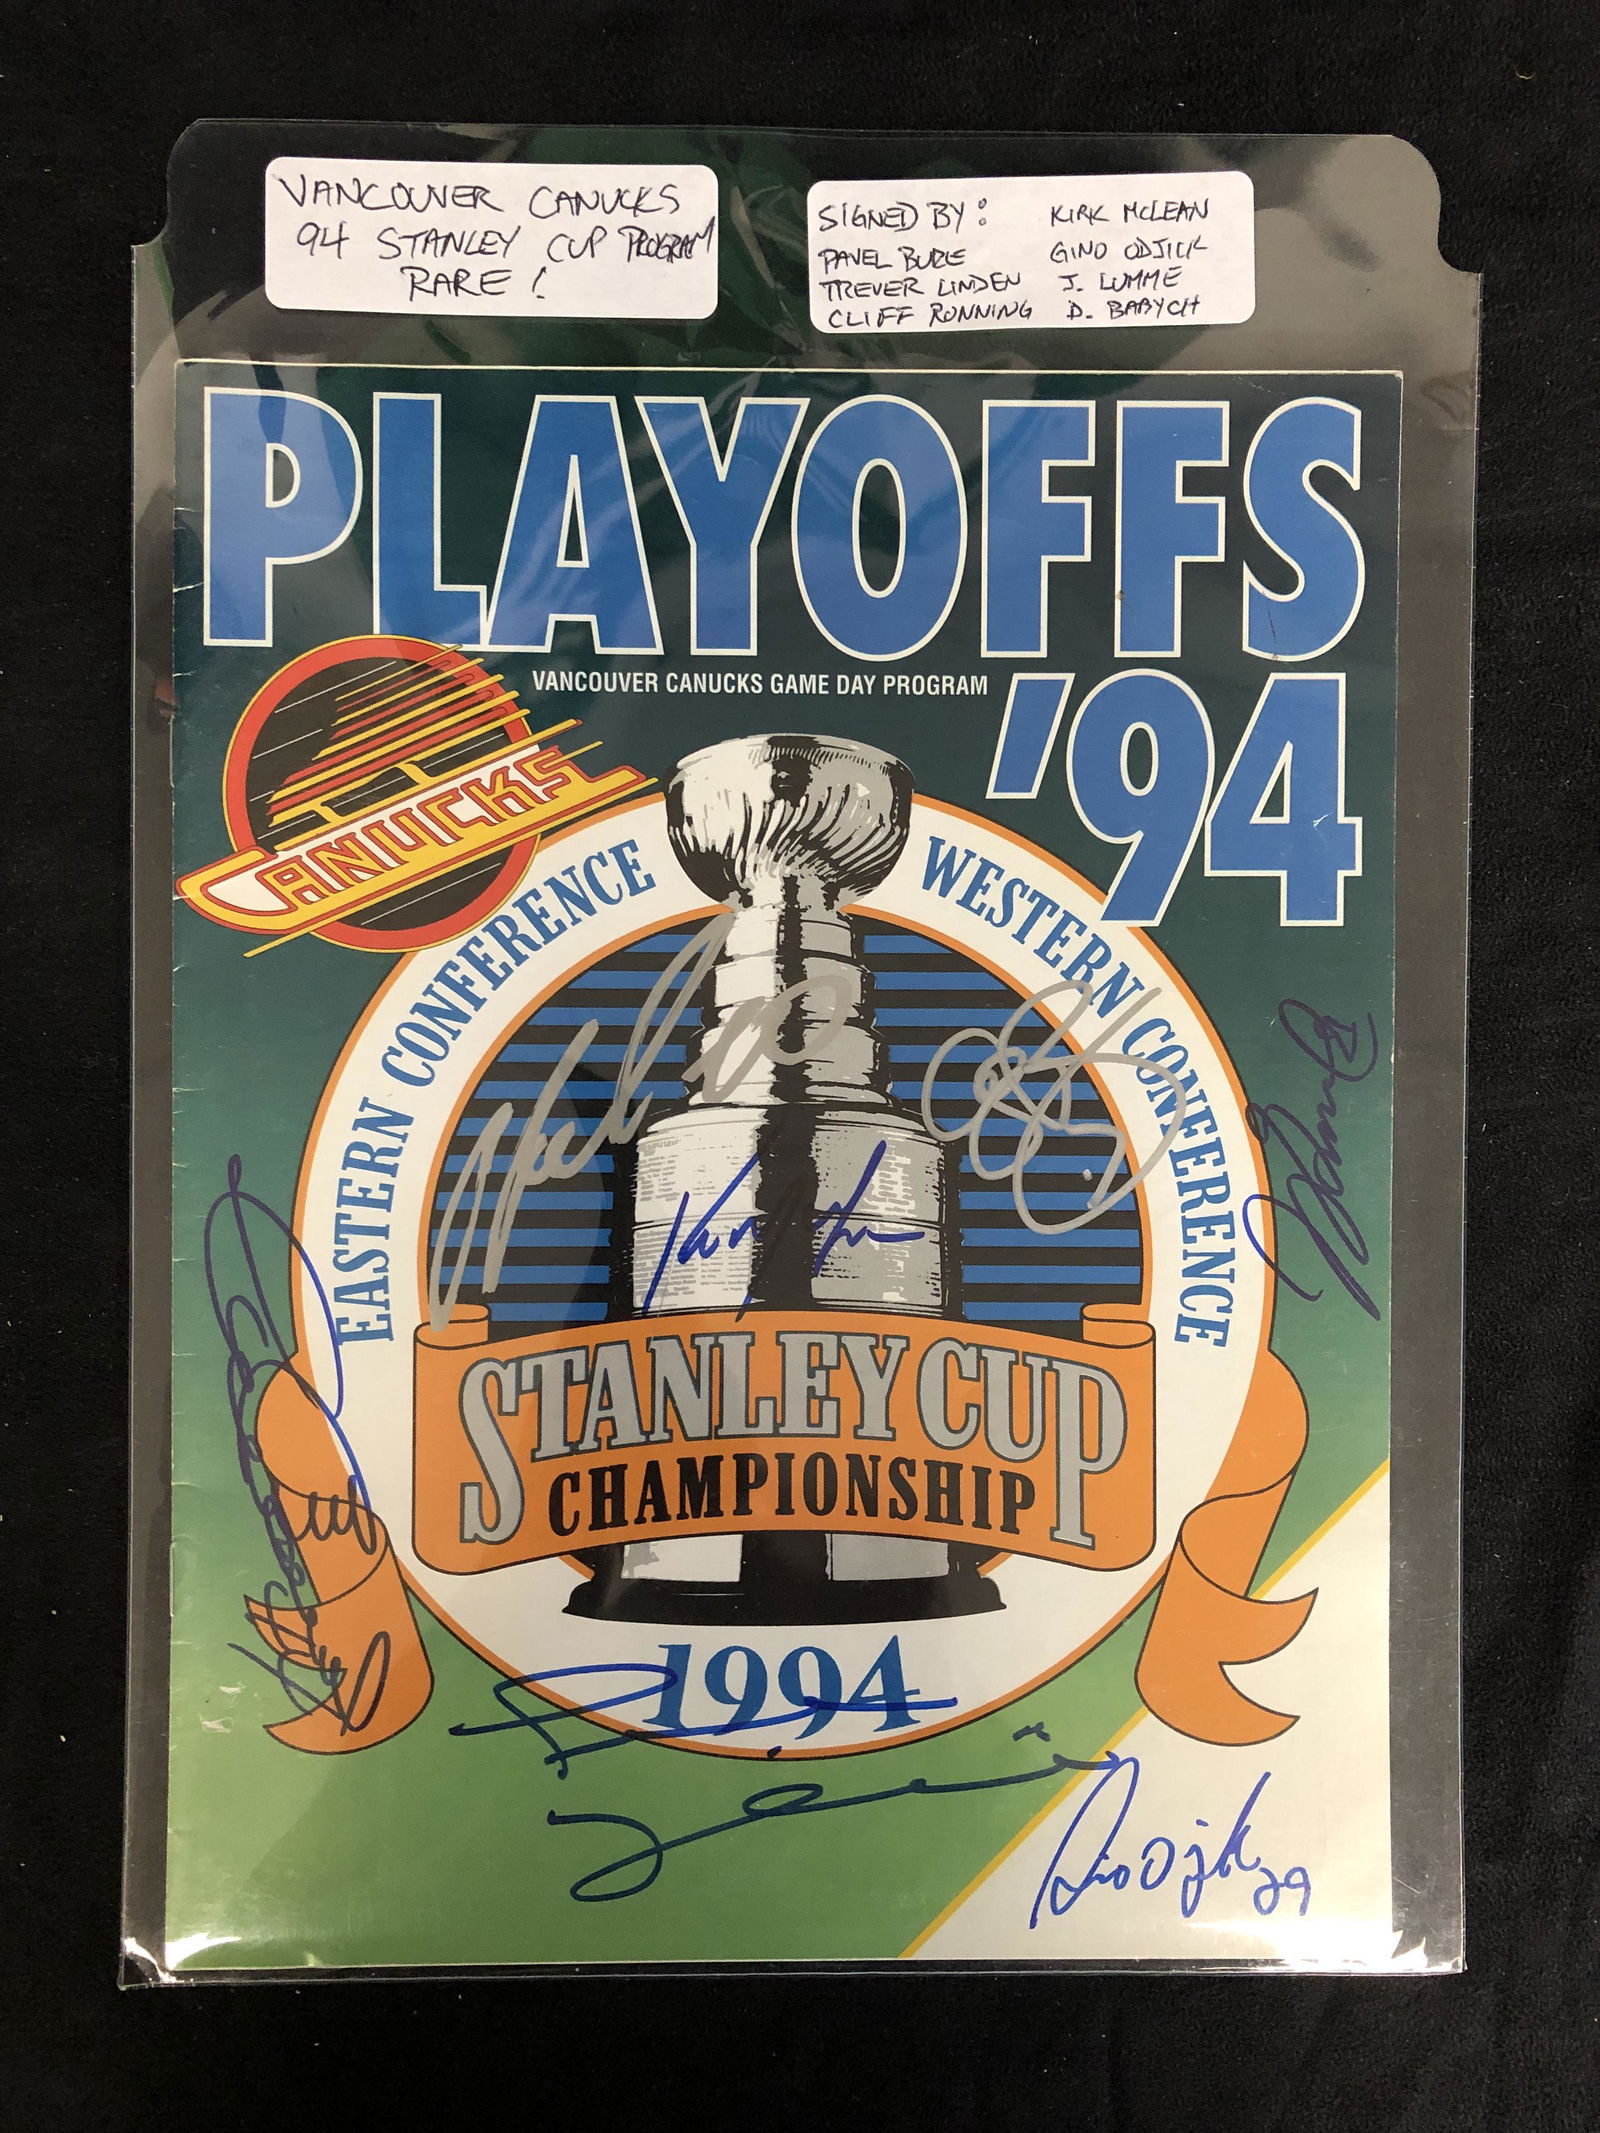 VANCOUVER CANUCKS
94 STANLEY CUP PROGRAM
RARE!
SIGNED BY:
PAVEL BURE
TREVER LINDEN
CLIFF RONNING
KIRK MCLEAN
GINO ODJICK
J. LUMME
D. BABYCH
PLAYOFFS
'94
VANCOUVER CANUCKS GAME DAY PROGRAM
CANUCKS
EASTERN CONFERENCE
WESTERN CONFERENCE
STANLEY CUP
CHAMPIONSHIP
1994
Gino Odjick 29